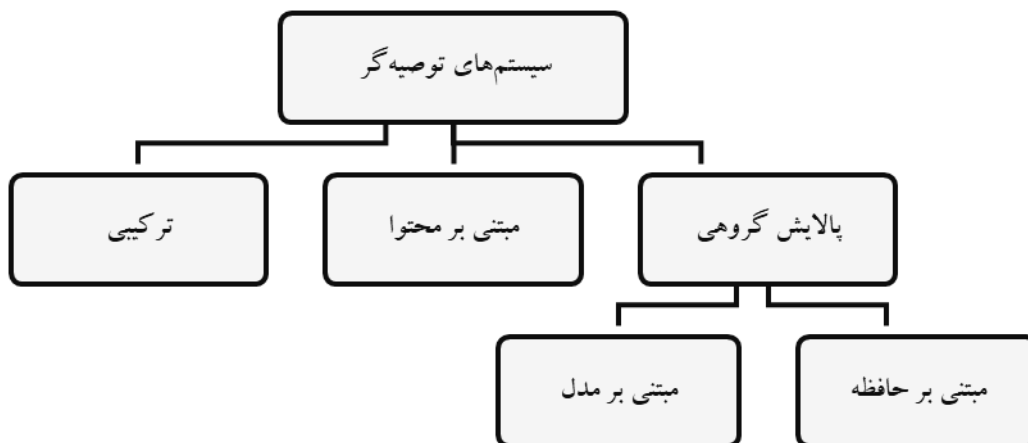 سیستم‌های توصیه‌گر
پالایش گروهی
مبتنی بر محتوا
ترکیبی
مبتنی بر حافظه
مبتنی بر مدل